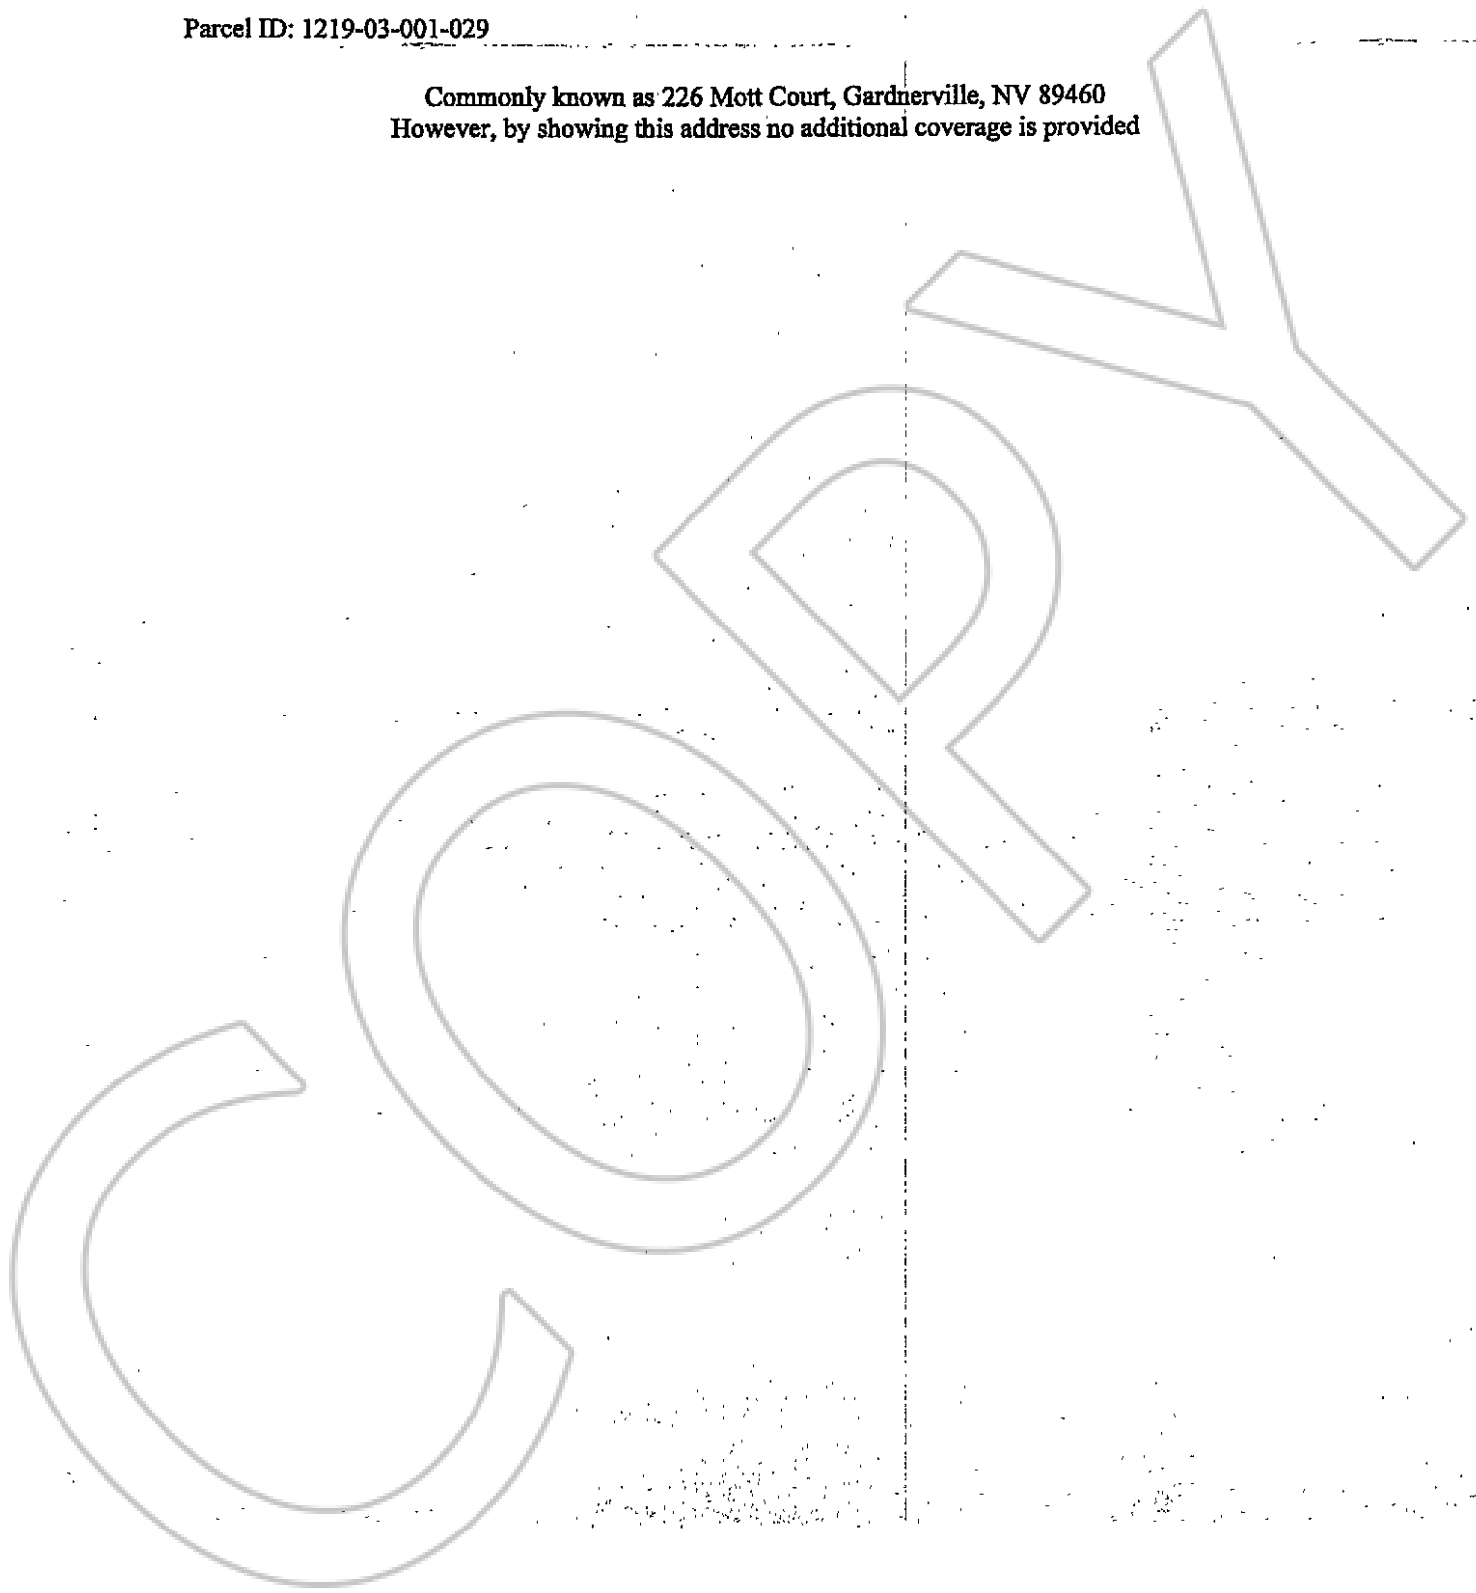 Parcel ID: 1219-03-001-029
Commonly known as 226 Mott Court, Gardnerville, NV 89460
However, by showing this address no additional coverage is provided
COPY